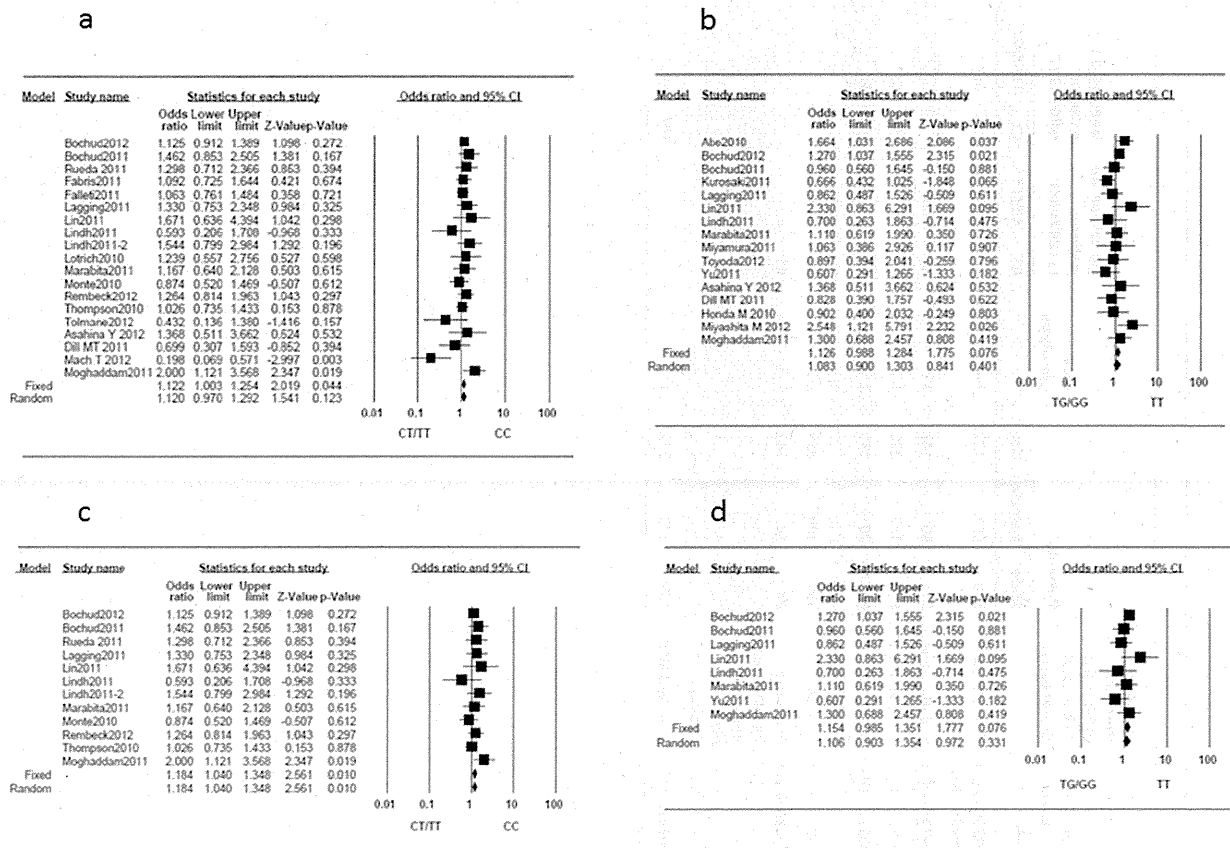 a
Model Study name Statistics for each study Odds ratio and 95% CI
Odds Lower Upper
ratio limit limit Z-Value p-Value
Bochud2012 1.125 0.912 1.389 1.098 0.272
Bochud2011 1.462 0.853 2.505 1.381 0.167
Rueda 2011 1.298 0.712 2.366 0.853 0.394
Fabris2011 1.092 0.725 1.644 0.421 0.674
Falleti2011 1.063 0.761 1.484 0.358 0.721
Lagging2011 1.330 0.753 2.348 0.984 0.325
Lin2011 1.671 0.636 4.394 1.042 0.298
Lindh2011 0.593 0.206 1.708 -0.968 0.333
Lindh2011-2 1.544 0.799 2.984 1.292 0.196
Lotrich2010 1.239 0.557 2.756 0.527 0.598
Marabita2011 1.167 0.640 2.128 0.503 0.615
Monte2010 0.874 0.520 1.469 -0.507 0.612
Rembeck2012 1.264 0.814 1.963 1.043 0.297
Thompson2010 1.026 0.735 1.433 0.153 0.878
Tolmane2012 0.432 0.136 1.380 -1.416 0.157
Asahina Y 2012 1.368 0.511 3.662 0.624 0.532
Dill MT 2011 0.699 0.307 1.593 -0.852 0.394
Mach T 2012 0.198 0.069 0.571 -2.997 0.003
Moghaddam2011 2.000 1.121 3.568 2.347 0.019
Fixed 1.122 1.003 1.254 2.019 0.044
Random 1.120 0.970 1.292 1.541 0.123
0.01 0.1 1 10 100
CT/TT CC
b
Model Study name Statistics for each study Odds ratio and 95% CI
Odds Lower Upper
ratio limit limit Z-Value p-Value
Abe2010 1.664 1.031 2.686 2.086 0.037
Bochud2012 1.270 1.037 1.555 2.315 0.021
Bochud2011 0.960 0.560 1.645 -0.150 0.881
Kurosaki2011 0.666 0.432 1.025 -1.848 0.065
Lagging2011 0.862 0.487 1.526 -0.509 0.611
Lin2011 2.330 0.863 6.291 1.669 0.095
Lindh2011 0.700 0.263 1.863 -0.714 0.475
Marabita2011 1.110 0.619 1.990 0.350 0.726
Miyamura2011 1.063 0.386 2.926 0.117 0.907
Toyoda2012 0.897 0.394 2.041 -0.259 0.796
Yu2011 0.607 0.291 1.265 -1.333 0.182
Asahina Y 2012 1.368 0.511 3.662 0.624 0.532
Dill MT 2011 0.828 0.390 1.757 -0.493 0.622
Honda M 2010 0.902 0.400 2.032 -0.249 0.803
Miyashita M 2012 2.548 1.121 5.791 2.232 0.026
Moghaddam2011 1.300 0.688 2.457 0.808 0.419
Fixed 1.126 0.988 1.284 1.775 0.076
Random 1.083 0.900 1.303 0.841 0.401
0.01 0.1 1 10 100
TG/GG TT
c
Model Study name Statistics for each study Odds ratio and 95% CI
Odds Lower Upper
ratio limit limit Z-Value p-Value
Bochud2012 1.125 0.912 1.389 1.098 0.272
Bochud2011 1.462 0.853 2.505 1.381 0.167
Rueda 2011 1.298 0.712 2.366 0.853 0.394
Lagging2011 1.330 0.753 2.348 0.984 0.325
Lin2011 1.671 0.636 4.394 1.042 0.298
Lindh2011 0.593 0.206 1.708 -0.968 0.333
Lindh2011-2 1.544 0.799 2.984 1.292 0.196
Marabita2011 1.167 0.640 2.128 0.503 0.615
Monte2010 0.874 0.520 1.469 -0.507 0.612
Rembeck2012 1.264 0.814 1.963 1.043 0.297
Thompson2010 1.026 0.735 1.433 0.153 0.878
Moghaddam2011 2.000 1.121 3.568 2.347 0.019
Fixed 1.184 1.040 1.348 2.561 0.010
Random 1.184 1.040 1.348 2.561 0.010
0.01 0.1 1 10 100
CT/TT CC
d
Model Study name Statistics for each study Odds ratio and 95% CI
Odds Lower Upper
ratio limit limit Z-Value p-Value
Bochud2012 1.270 1.037 1.555 2.315 0.021
Bochud2011 0.960 0.560 1.645 -0.150 0.881
Lagging2011 0.862 0.487 1.526 -0.509 0.611
Lin2011 2.330 0.863 6.291 1.669 0.095
Lindh2011 0.700 0.263 1.863 -0.714 0.475
Marabita2011 1.110 0.619 1.990 0.350 0.726
Yu2011 0.607 0.291 1.265 -1.333 0.182
Moghaddam2011 1.300 0.688 2.457 0.808 0.419
Fixed 1.154 0.985 1.351 1.777 0.076
Random 1.106 0.903 1.354 0.972 0.331
0.01 0.1 1 10 100
TG/GG TT